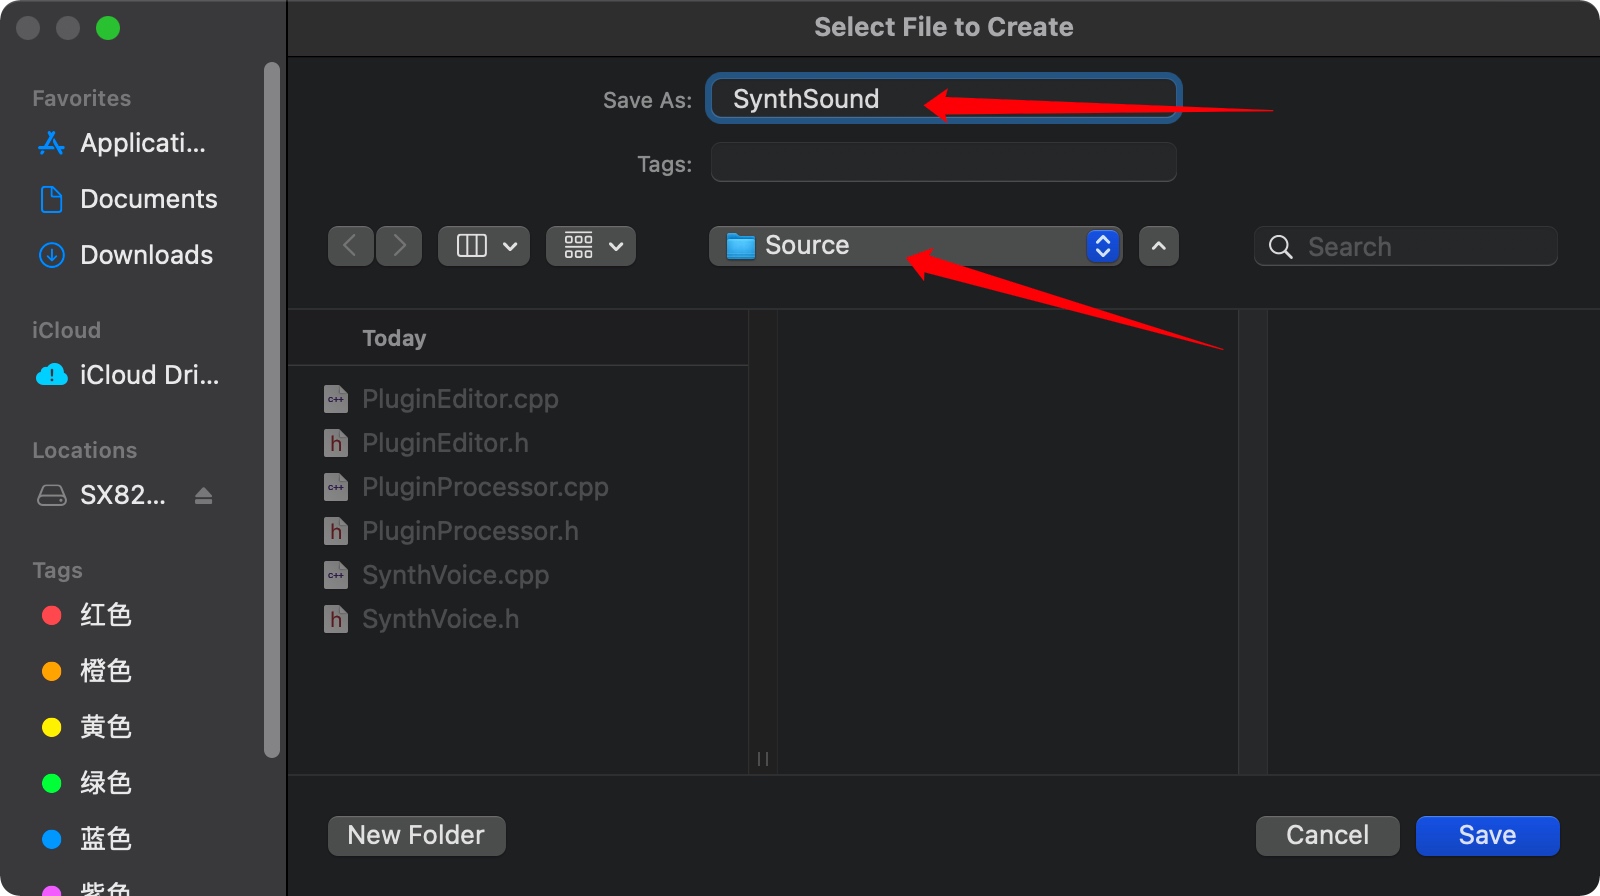 Select File to Create
Favorites
Applicati...
Documents
Downloads
iCloud
iCloud Dri...
Locations
SX82...
Tags
红色
橙色
黄色
绿色
蓝色
紫色
Save As: SynthSound
Tags:
Source
Search
Today
PluginEditor.cpp
PluginEditor.h
PluginProcessor.cpp
PluginProcessor.h
SynthVoice.cpp
SynthVoice.h
New Folder
Cancel
Save